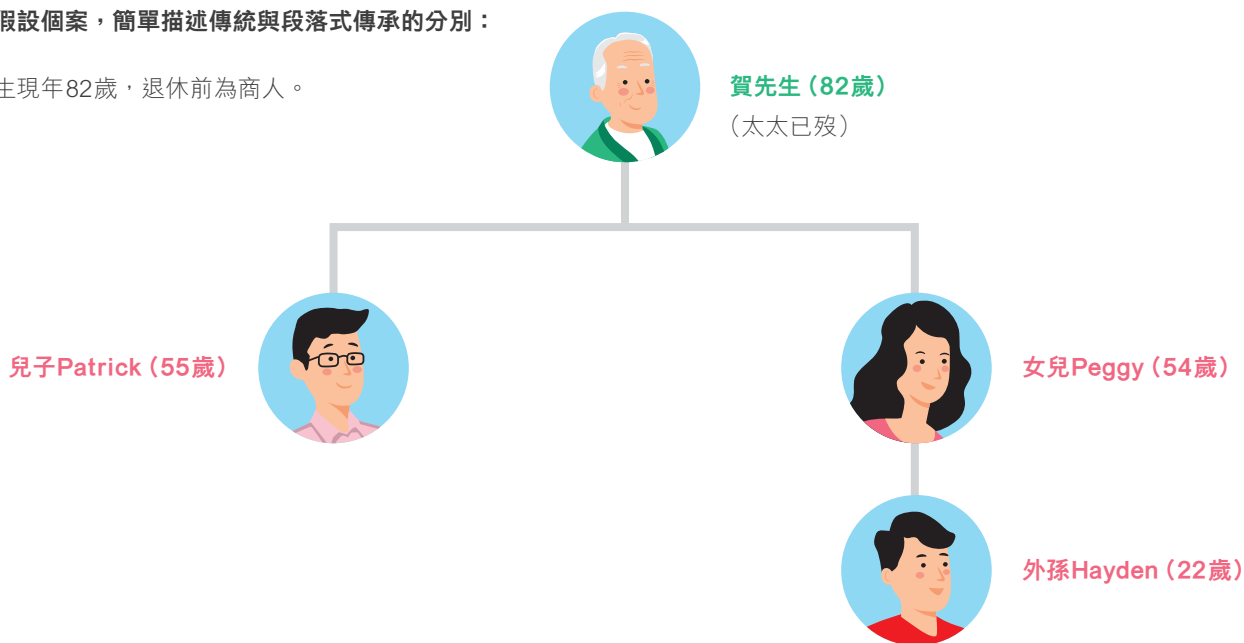 假設個案，簡單描述傳統與段落式傳承的分別：
生現年82歲，退休前為商人。
賀先生（82歲）
（太太已歿）
兒子Patrick（55歲）
女兒Peggy（54歲）
外孫Hayden（22歲）